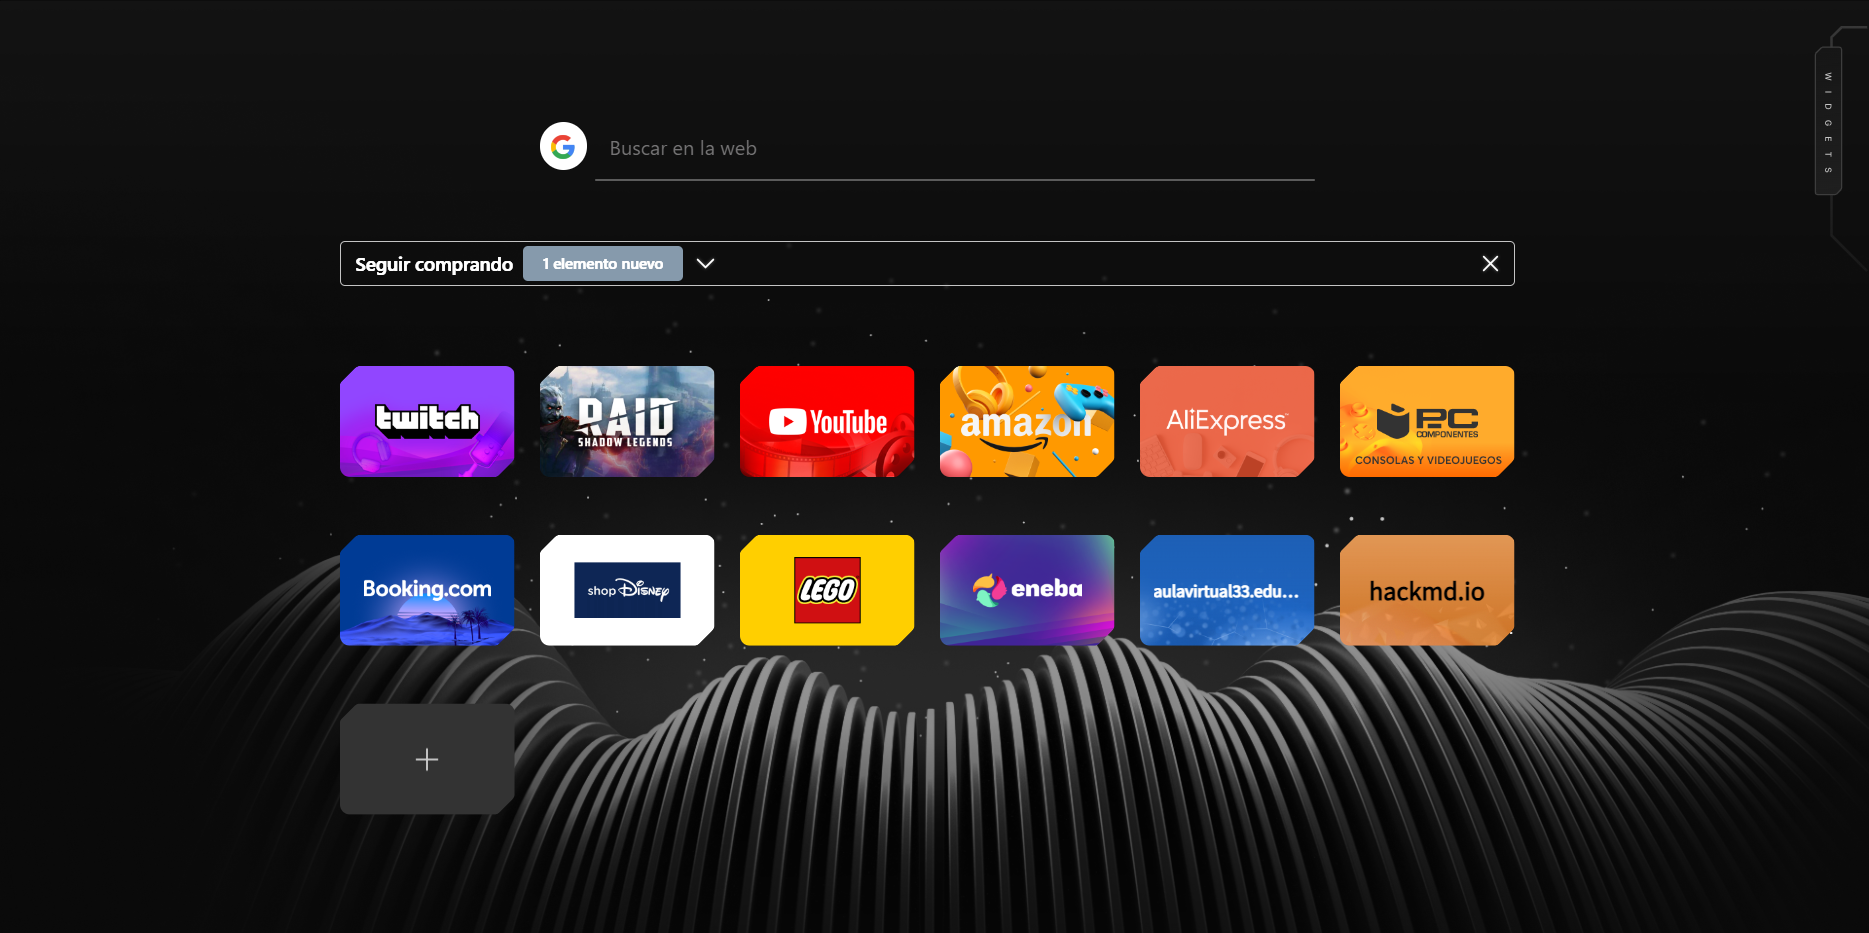 WIDGETS
Buscar en la web
Seguir comprando 1 elemento nuevo
twitch
RAID
SHADOW LEGENDS
YouTube
amazon
AliExpress
PC
COMPONENTES
CONSOLAS Y VIDEOJUEGOS
Booking.com
shop Disney
LEGO
eneba
aulavirtual33.edu...
hackmd.io